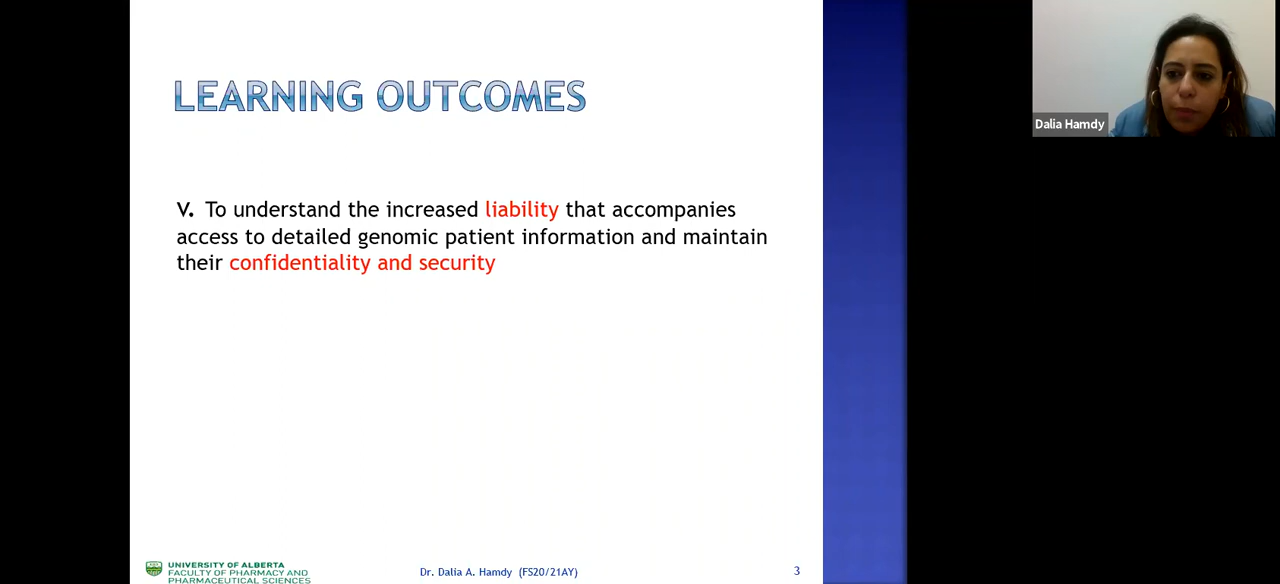 LEARNING OUTCOMES
V. To understand the increased liability that accompanies
access to detailed genomic patient information and maintain
their confidentiality and security
UNIVERSITY OF ALBERTA
FACULTY OF PHARMACY AND
PHARMACEUTICAL SCIENCES
Dr. Dalia A. Hamdy (FS20/21AY)
3
Dalia Hamdy